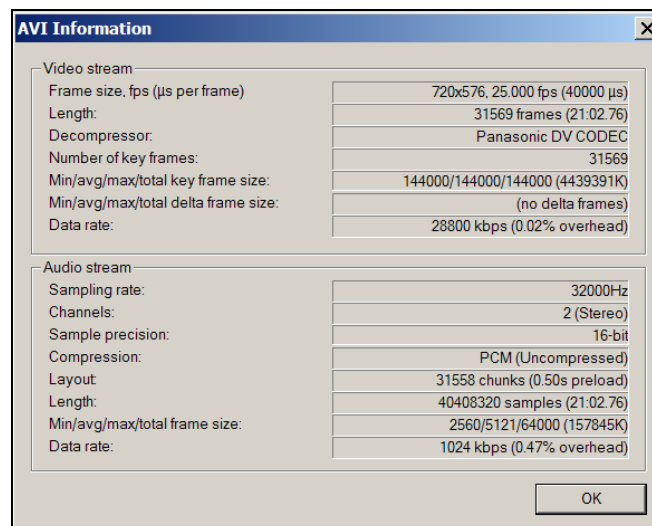 AVI Information
Video stream
Frame size, fps (µs per frame) 720x576, 25.000 fps (40000 µs)
Length: 31569 frames (21:02.76)
Decompressor: Panasonic DV CODEC
Number of key frames: 31569
Min/avg/max/total key frame size: 144000/144000/144000 (4439391K)
Min/avg/max/total delta frame size: (no delta frames)
Data rate: 28800 kbps (0.02% overhead)
Audio stream
Sampling rate: 32000Hz
Channels: 2 (Stereo)
Sample precision: 16-bit
Compression: PCM (Uncompressed)
Layout: 31558 chunks (0.50s preload)
Length: 40408320 samples (21:02.76)
Min/avg/max/total frame size: 2560/5121/64000 (157845K)
Data rate: 1024 kbps (0.47% overhead)
OK